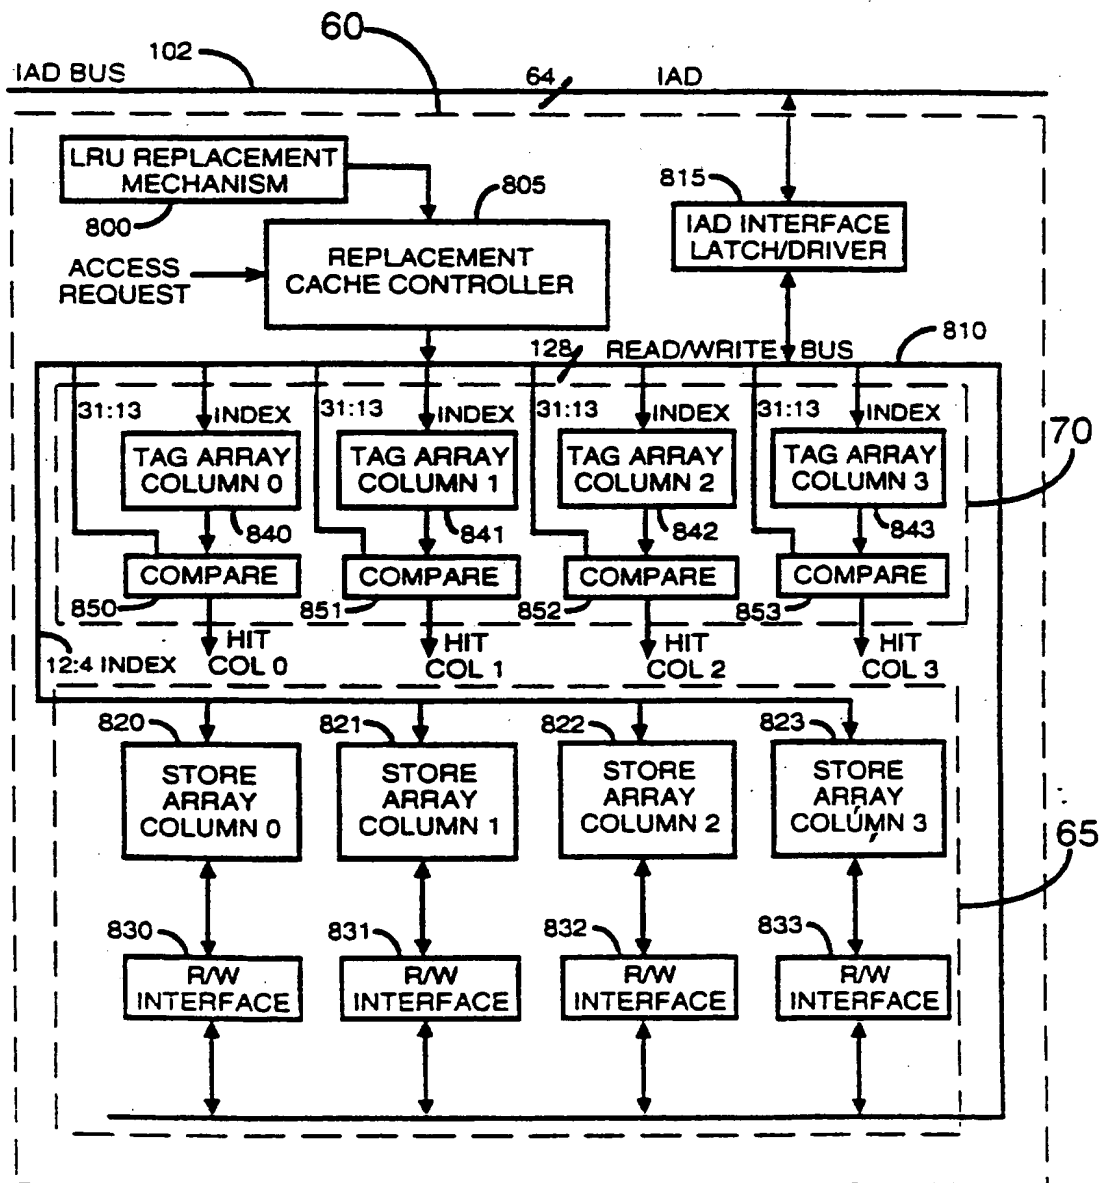 60
102
IAD BUS
64
IAD
LRU REPLACEMENT
MECHANISM
800
805
815
ACCESS
REQUEST
REPLACEMENT
CACHE CONTROLLER
IAD INTERFACE
LATCH/DRIVER
128
READ/WRITE BUS
810
31:13
INDEX
31:13
INDEX
31:13
INDEX
31:13
INDEX
70
TAG ARRAY
COLUMN 0
TAG ARRAY
COLUMN 1
TAG ARRAY
COLUMN 2
TAG ARRAY
COLUMN 3
840
841
842
843
COMPARE
COMPARE
COMPARE
COMPARE
850
851
852
853
12:4 INDEX
HIT
COL 0
HIT
COL 1
HIT
COL 2
HIT
COL 3
820
821
822
823
STORE
ARRAY
COLUMN 0
STORE
ARRAY
COLUMN 1
STORE
ARRAY
COLUMN 2
STORE
ARRAY
COLUMN 3
65
830
831
832
833
R/W
INTERFACE
R/W
INTERFACE
R/W
INTERFACE
R/W
INTERFACE